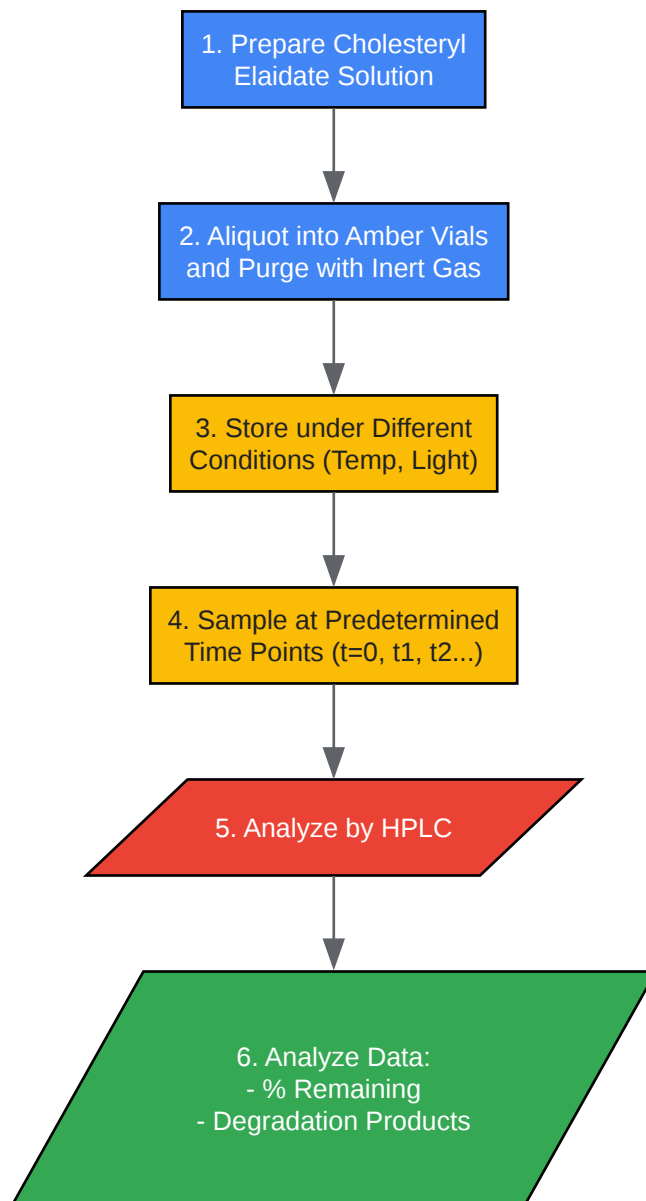 1. Prepare Cholesteryl
Elaidate Solution
2. Aliquot into Amber Vials
and Purge with Inert Gas
3. Store under Different
Conditions (Temp, Light)
4. Sample at Predetermined
Time Points (t=0, t1, t2...)
5. Analyze by HPLC
6. Analyze Data:
- % Remaining
- Degradation Products